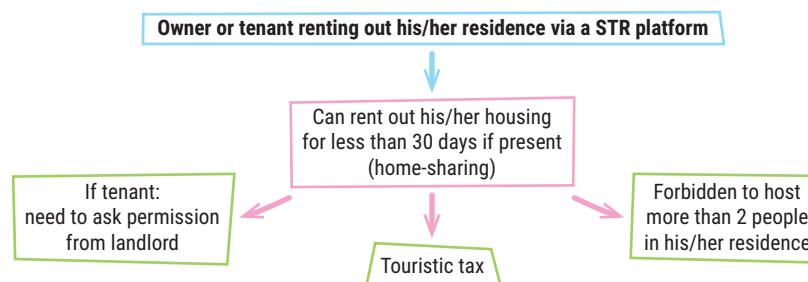 Owner or tenant renting out his/her residence via a STR platform
Can rent out his/her housing
for less than 30 days if present
(home-sharing)
If tenant:
need to ask permission
from landlord
Touristic tax
Forbidden to host
more than 2 people
in his/her residence